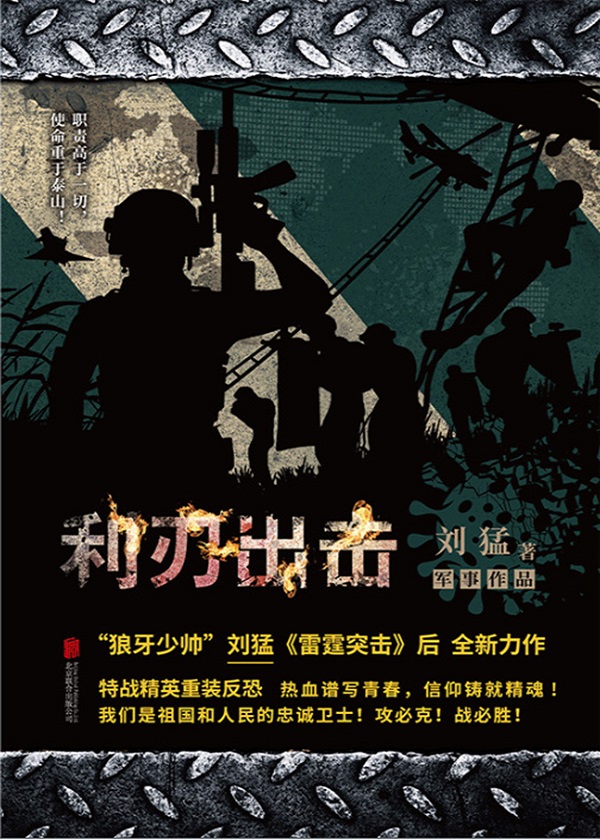 职责高于一切，
使命重于泰山！
利刃出击
刘猛著
军事作品
“狼牙少帅”刘猛《雷霆突击》后 全新力作
特战精英重装反恐 热血谱写青春，信仰铸就精魂！
我们是祖国和人民的忠诚卫士！攻必克！战必胜！
北京联合出版公司